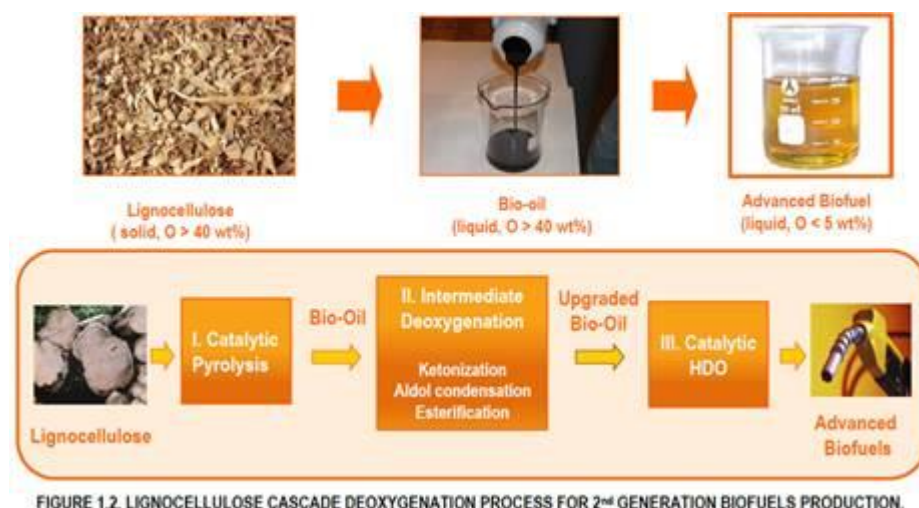 Lignocellulose
( solid, O > 40 wt%)
Bio-oil
(liquid, O > 40 wt%)
Advanced Biofuel
(liquid, O < 5 wt%)
Lignocellulose
I. Catalytic
Pyrolysis
Bio-Oil
II. Intermediate
Deoxygenation
Ketonization
Aldol condensation
Esterification
Upgraded
Bio-Oil
III. Catalytic
HDO
Advanced
Biofuels
FIGURE 1.2. LIGNOCELLULOSE CASCADE DEOXYGENATION PROCESS FOR 2nd GENERATION BIOFUELS PRODUCTION.